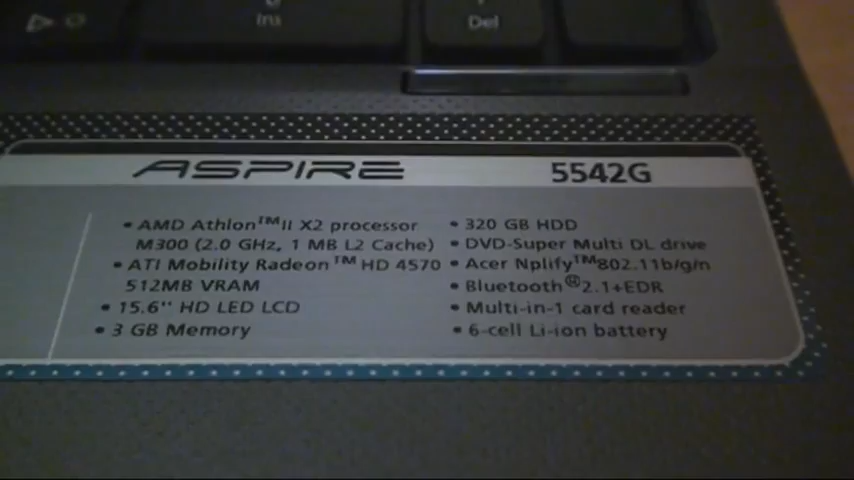 Ins
Del
ASPIRE 5542G
• AMD Athlon™II X2 processor
M300 (2.0 GHz, 1 MB L2 Cache)
• ATI Mobility Radeon™ HD 4570
512MB VRAM
• 15.6" HD LED LCD
• 3 GB Memory
• 320 GB HDD
• DVD-Super Multi DL drive
• Acer Nplify™802.11b/g/n
• Bluetooth®2.1+EDR
• Multi-in-1 card reader
• 6-cell Li-ion battery